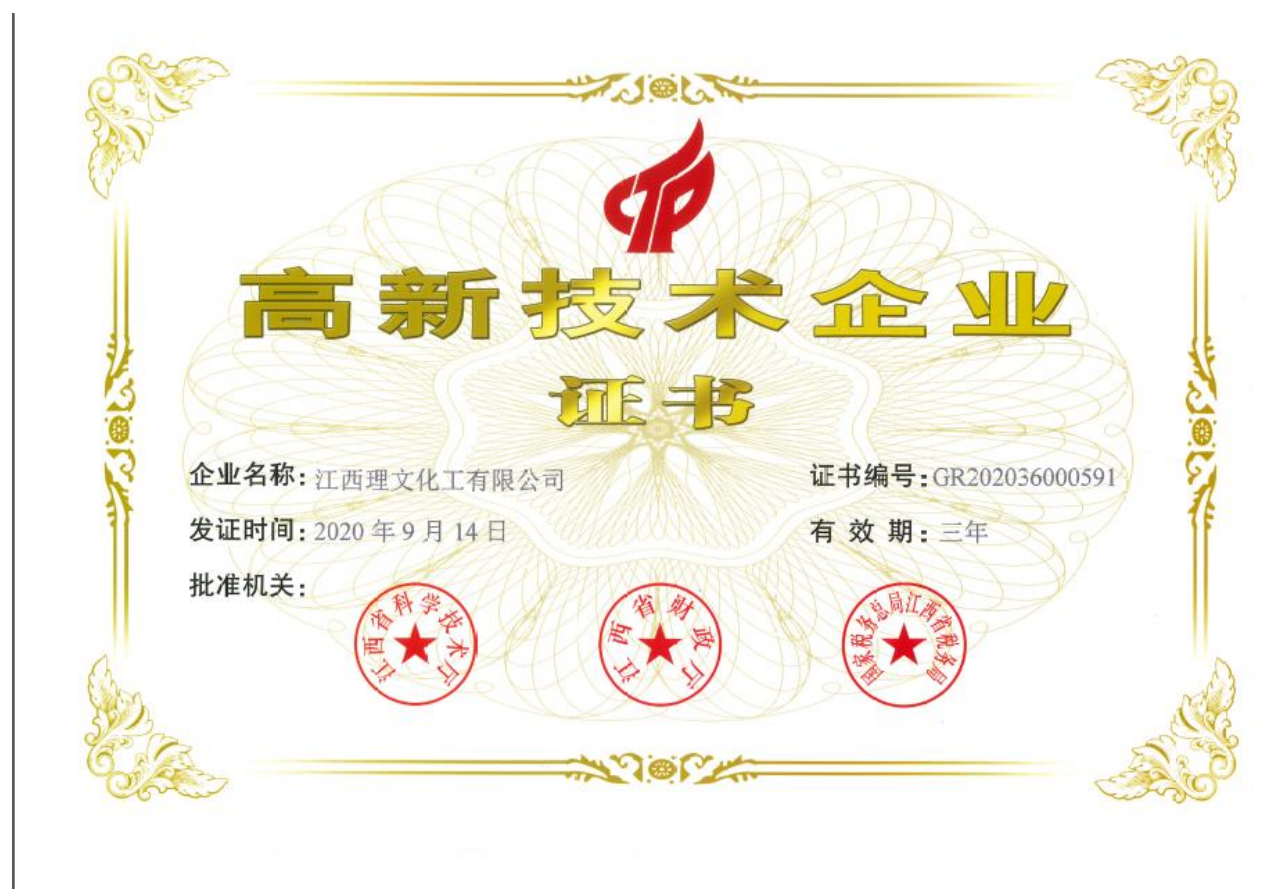 高新技术企业
证书
企业名称：江西理文化工有限公司
证书编号：GR202036000591
发证时间：2020 年 9 月 14 日
有 效 期：三年
批准机关：
江西省科学技术厅
江西省财政厅
国家税务总局江西省税务局